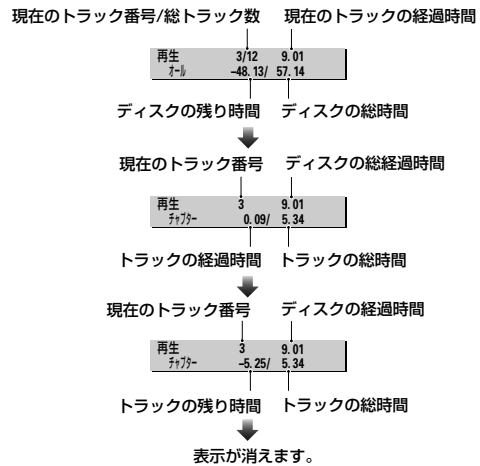 現在のトラック番号/総トラック数 現在のトラックの経過時間
再生 3/12 9.01
ｵｰﾙ –48.13/ 57.14
ディスクの残り時間 ディスクの総時間
現在のトラック番号 ディスクの総経過時間
再生 3 9.01
ﾁｬﾌﾟﾀｰ 0.09/ 5.34
トラックの経過時間 トラックの総時間
現在のトラック番号 ディスクの経過時間
再生 3 9.01
ﾁｬﾌﾟﾀｰ –5.25/ 5.34
トラックの残り時間 トラックの総時間
表示が消えます。